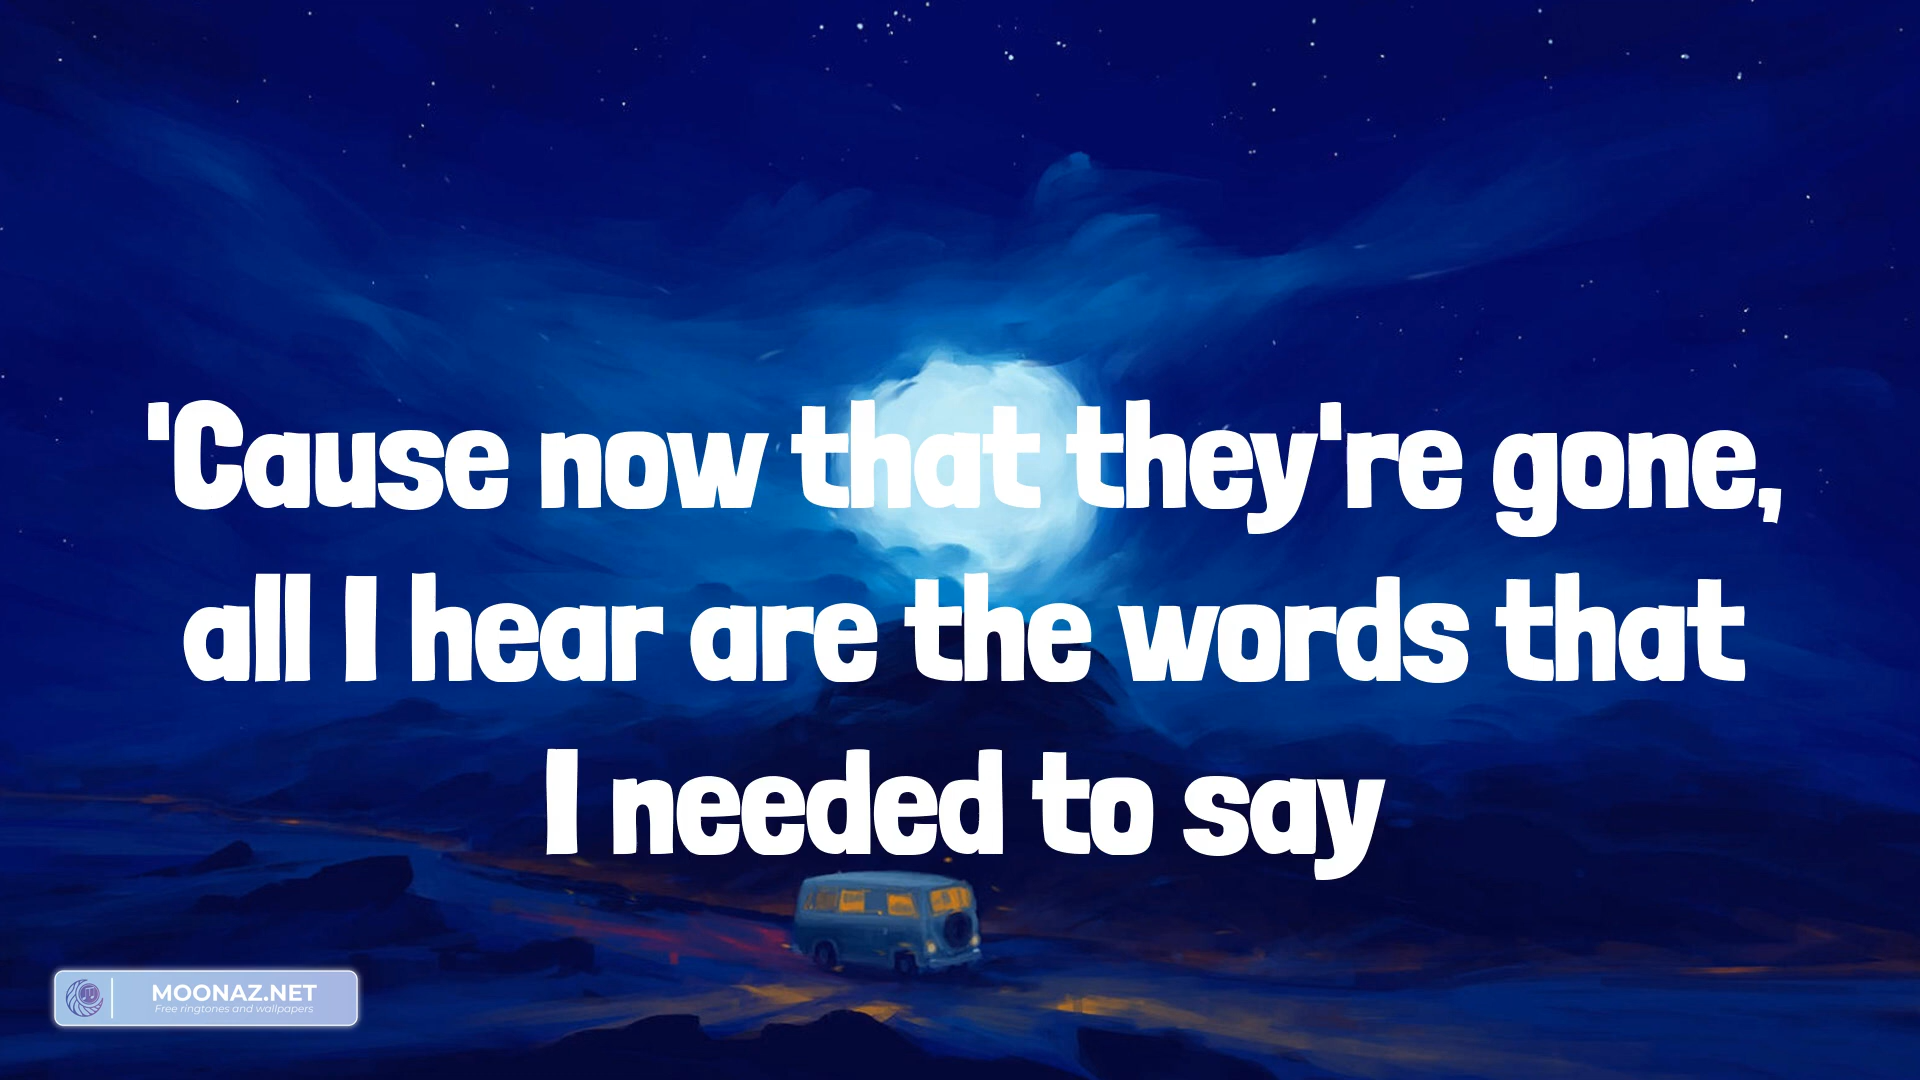 'Cause now that they're gone,
all I hear are the words that
I needed to say
MOONAZ.NET
Free ringtones and wallpapers